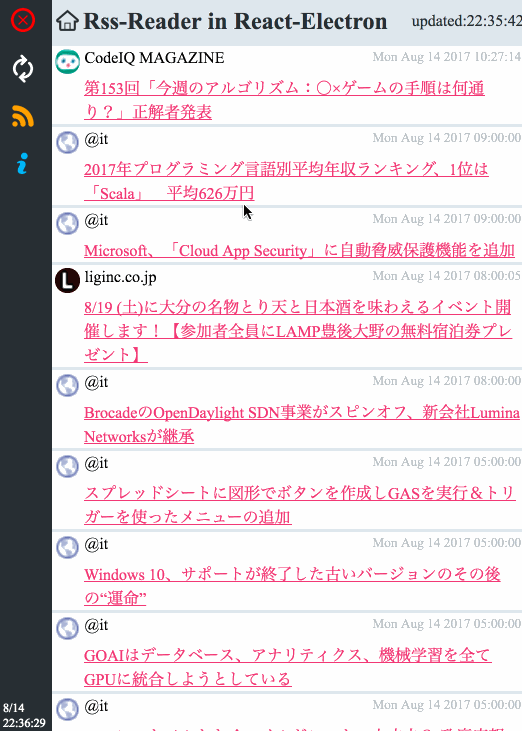 Rss-Reader in React-Electron
updated:22:35:42
CodeIQ MAGAZINE
Mon Aug 14 2017 10:27:14
第153回「今週のアルゴリズム：〇×ゲームの手順は何通
り？」正解者発表
@it
Mon Aug 14 2017 09:00:00
2017年プログラミング言語別平均年収ランキング、1位は
「Scala」　平均626万円
@it
Mon Aug 14 2017 09:00:00
Microsoft、「Cloud App Security」に自動脅威保護機能を追加
L
liginc.co.jp
Mon Aug 14 2017 08:00:05
8/19 (土)に大分の名物とり天と日本酒を味わえるイベント開
催します！【参加者全員にLAMP豊後大野の無料宿泊券プレ
ゼント】
@it
Mon Aug 14 2017 08:00:00
BrocadeのOpenDaylight SDN事業がスピンオフ、新会社Lumina
Networksが継承
@it
Mon Aug 14 2017 05:00:00
スプレッドシートに図形でボタンを作成しGASを実行＆トリ
ガーを使ったメニューの追加
@it
Mon Aug 14 2017 05:00:00
Windows 10、サポートが終了した古いバージョンのその後
の“運命”
@it
Mon Aug 14 2017 05:00:00
GOAIはデータベース、アナリティクス、機械学習を全て
GPUに統合しようとしている
@it
Mon Aug 14 2017 05:00:00
8/14
22:36:29